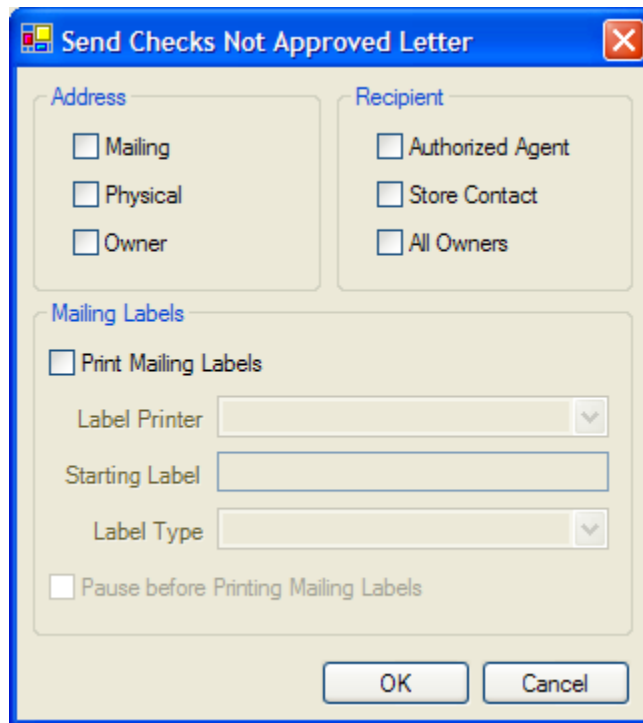 Send Checks Not Approved Letter
Address
Mailing
Physical
Owner
Recipient
Authorized Agent
Store Contact
All Owners
Mailing Labels
Print Mailing Labels
Label Printer
Starting Label
Label Type
Pause before Printing Mailing Labels
OK
Cancel